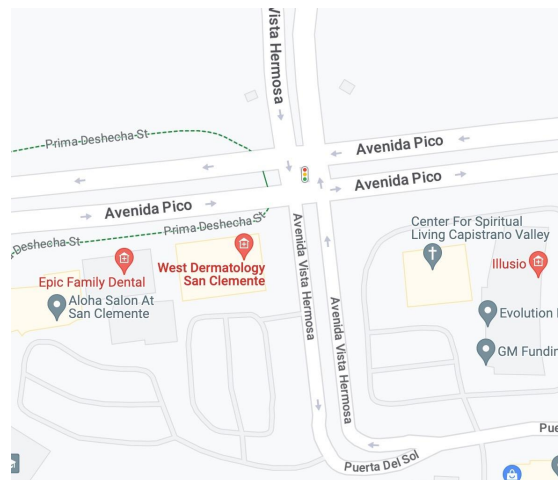 Vista Hermosa
Prima Deshecha St
Avenida Pico
Avenida Pico
Avenida Pico
Prima Deshecha St
Deshecha St
Center For Spiritual
Living Capistrano Valley
West Dermatology
San Clemente
Illusio
Epic Family Dental
Aloha Salon At
San Clemente
Avenida Vista Hermosa
Avenida Vista Hermosa
Evolution
GM Fundin
Pue
Puerta Del Sol